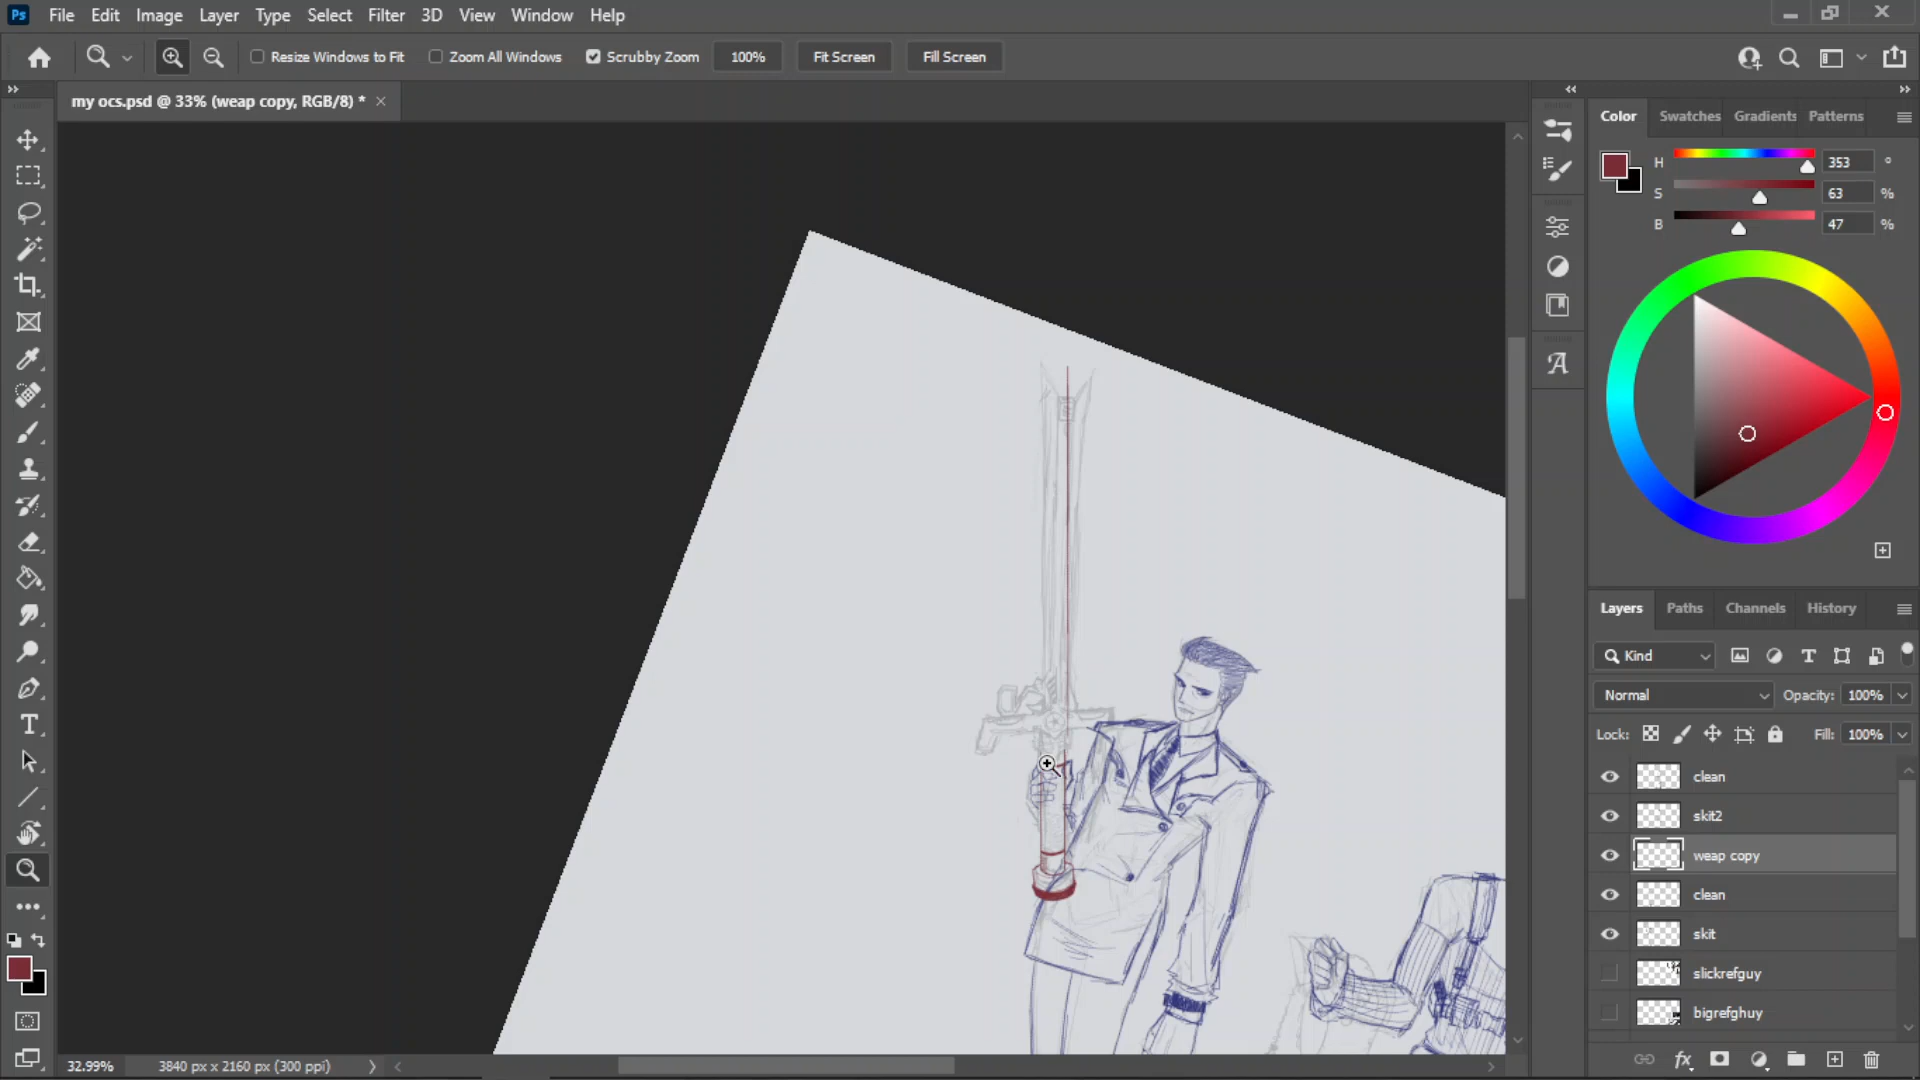 Ps File Edit Image Layer Type Select Filter 3D View Window Help
Resize Windows to Fit Zoom All Windows Scrubby Zoom 100% Fit Screen Fill Screen
my ocs.psd @ 33% (weap copy, RGB/8) *
Color Swatches Gradients Patterns
H 353 °
S 63 %
B 47 %
Layers Paths Channels History
Kind
Normal Opacity: 100%
Lock: Fill: 100%
clean
skit2
weap copy
clean
skit
slickrefguy
bigrefghuy
32.99% 3840 px x 2160 px (300 ppi)